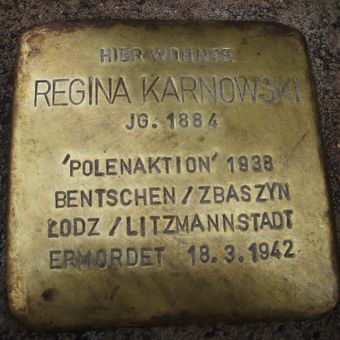 HIER WOHNTE
REGINA KARNOWSKI
JG. 1884
'POLENAKTION' 1938
BENTSCHEN / ZBASZYN
ŁODZ / LITZMANNSTADT
ERMORDET 18.3.1942